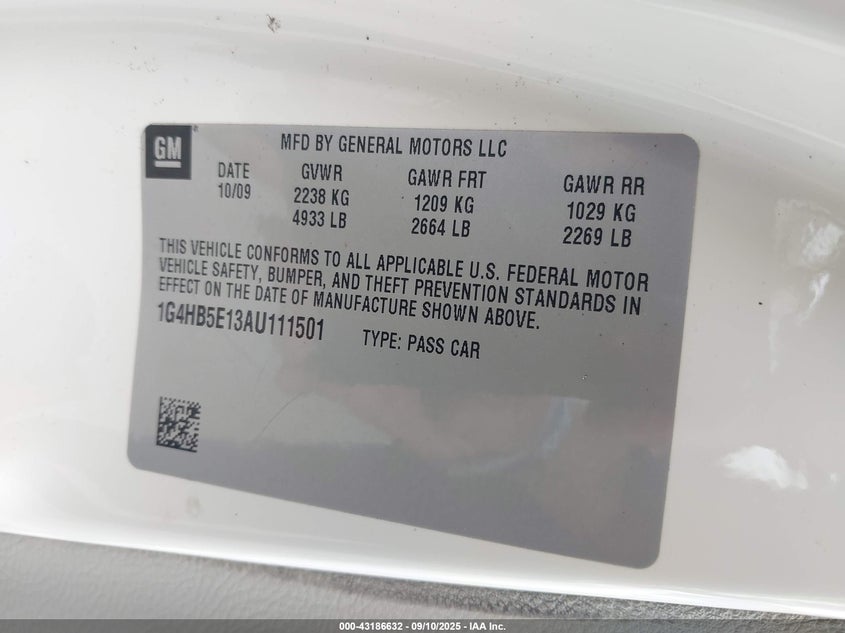 GM
MFD BY GENERAL MOTORS LLC
DATE GVWR GAWR FRT GAWR RR
10/09 2238 KG 1209 KG 1029 KG
4933 LB 2664 LB 2269 LB
THIS VEHICLE CONFORMS TO ALL APPLICABLE U.S. FEDERAL MOTOR
VEHICLE SAFETY, BUMPER, AND THEFT PREVENTION STANDARDS IN
EFFECT ON THE DATE OF MANUFACTURE SHOWN ABOVE.
1G4HB5E13AU111501 TYPE: PASS CAR
000-43186632 - 09/10/2025 - IAA Inc.